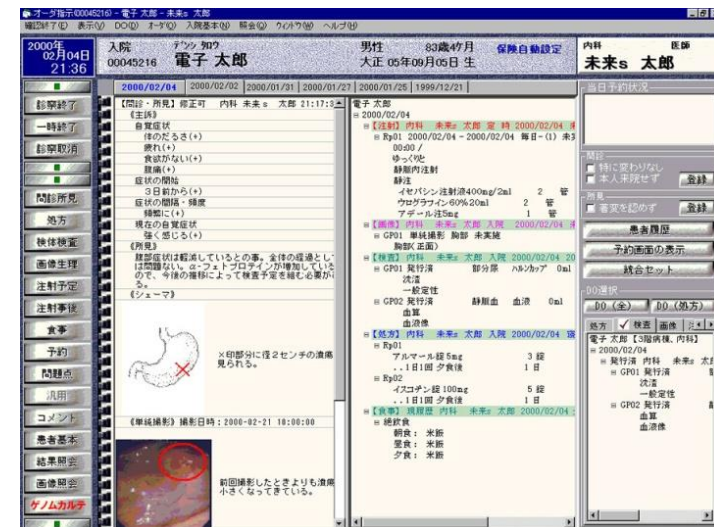 オーダ指示(00045216) - 電子 太郎 - 未来s 太郎
確認終了(E) 表示(V) DO(D) オーダ(O) 入院基本(N) 照会(Q) ウィンドウ(W) ヘルプ(H)
2000年
02月04日
21:36
入院
デンシ タロウ
男性 83歳4ケ月 保険自動設定
00045216 電子 太郎
大正 05年09月05日 生
内科 医師
未来s 太郎
診察終了
一時終了
診察取消
問診所見
処方
検体検査
画像生理
注射予定
注射事後
食事
予約
問題点
汎用
コメント
患者基本
結果照会
画像照会
ゲノムカルテ
2000/02/04 2000/02/02 2000/01/31 2000/01/27 2000/01/25 1999/12/21
【問診・所見】修正可 内科 未来s 太郎 21:17:3
《主訴》
自覚症状
体のだるさ(+)
疲れ(+)
食欲がない(+)
腹痛(+)
症状の開始
3日前から(+)
症状の間隔・頻度
頻繁に(+)
現在の自覚症状
強く感じる(+)
《所見》
腹部症状は軽減しているとの事。全体の経過として
は問題ない。α-フェトプロテインが増加している
ので、今後の推移によって検査予定を組む必要が
る。
《シェーマ》
×印部分に径2センチの潰瘍
見られる。
《単純撮影》撮影日時:2000-02-21 10:00:00
前回撮影したときよりも潰瘍
小さくなってきている。
電子 太郎
2000/02/04
【注射】内科 未来s 太郎 定 時 2000/02/04
Rp01 2000/02/04-2000/02/04 毎日-(1)
00:00 /
ゆっくりと
静脈内注射
静注
イセパシン注射液400mg/2ml 2 管
ウログラフイン60%20ml 2 管
アデール注5mg 1 管
【画像】内科 未来s 太郎 入院 2000/02/04
GP01 単純撮影 胸部 未実施
胸部(正面)
【検査】内科 未来s 太郎 入院 2000/02/04 20
GP01 発行済 部分尿 ハルンカップ 0ml
沈渣
一般定性
GP02 発行済 静脈血 血液 0ml
血算
血液像
【処方】内科 未来s 太郎 入院 2000/02/04
Rp01
アルマール錠5mg 3 錠
..1日1回 夕食後 1 日
Rp02
イスコチン錠100mg 5 錠
..1日1回 夕食後 1 日
【食事】現履歴 内科 未来s 太郎 2000/02/04
絶飲食
朝食: 米飯
昼食: 米飯
夕食: 米飯
当日予約状況
問診
特に変わりなし
本人来院せず
登録
所見
著変を認めず
登録
患者履歴
予約画面の表示
統合セット
DO選択
DO(全) DO(処方)
処方 検査 画像
電子 太郎【3階病棟、内科】
2000/02/04
発行済 内科 未来s 太
GP01 発行済
沈渣
一般定性
GP02 発行済
血算
血液像